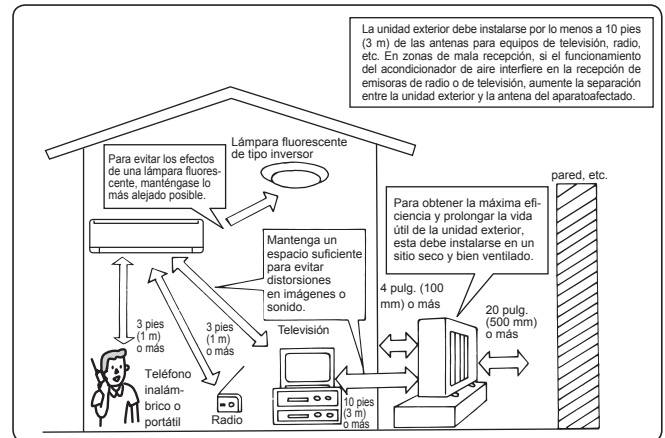 La unidad exterior debe instalarse por lo menos a 10 pies
(3 m) de las antenas para equipos de televisión, radio,
etc. En zonas de mala recepción, si el funcionamiento
del acondicionador de aire interfiere en la recepción de
emisoras de radio o de televisión, aumente la separación
entre la unidad exterior y la antena del aparatoafectado.
Lámpara fluorescente
de tipo inversor
Para evitar los efectos
de una lámpara fluores-
cente, manténgase lo
más alejado posible.
pared, etc.
Para obtener la máxima efi-
ciencia y prolongar la vida
útil de la unidad exterior,
esta debe instalarse en un
sitio seco y bien ventilado.
Mantenga un
espacio suficiente
para evitar
distorsiones
en imágenes o
sonido.
4 pulg. (100
mm) o más
20 pulg.
(500 mm)
o más
3 pies
(1 m)
o más
3 pies
(1 m)
o más
Televisión
Teléfono
inalám-
brico o
portátil
Radio
10 pies
(3 m)
o más